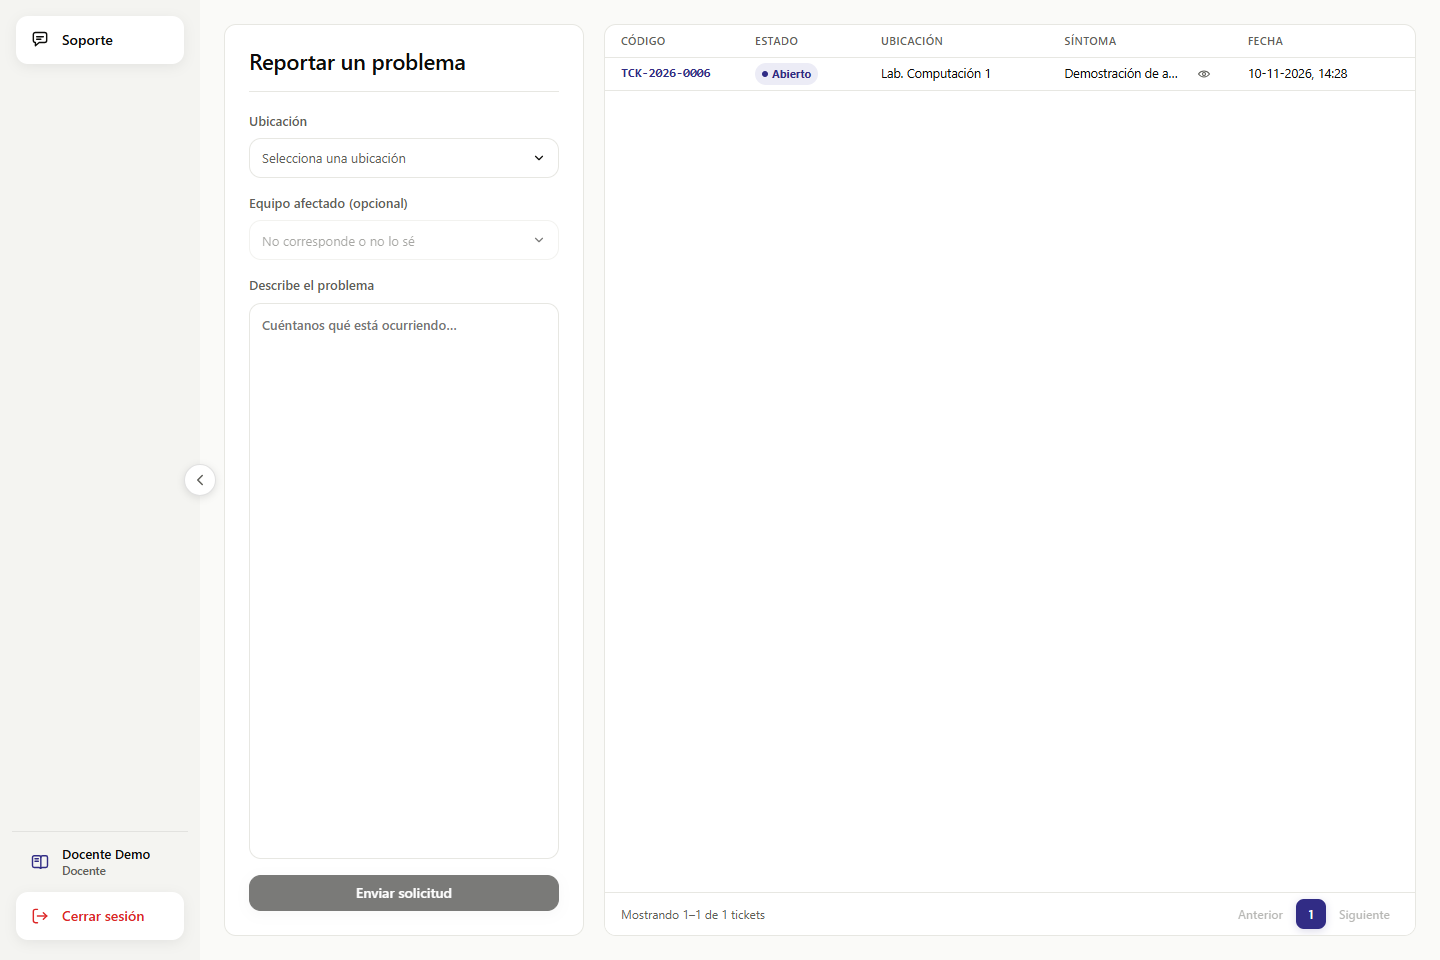 Soporte
Reportar un problema
Ubicación
Selecciona una ubicación
Equipo afectado (opcional)
No corresponde o no lo sé
Describe el problema
Cuéntanos qué está ocurriendo...
Enviar solicitud
CÓDIGO ESTADO UBICACIÓN SÍNTOMA FECHA
TCK-2026-0006 Abierto Lab. Computación 1 Demostración de a... 10-11-2026, 14:28
Mostrando 1–1 de 1 tickets
Anterior 1 Siguiente
Docente Demo
Docente
Cerrar sesión